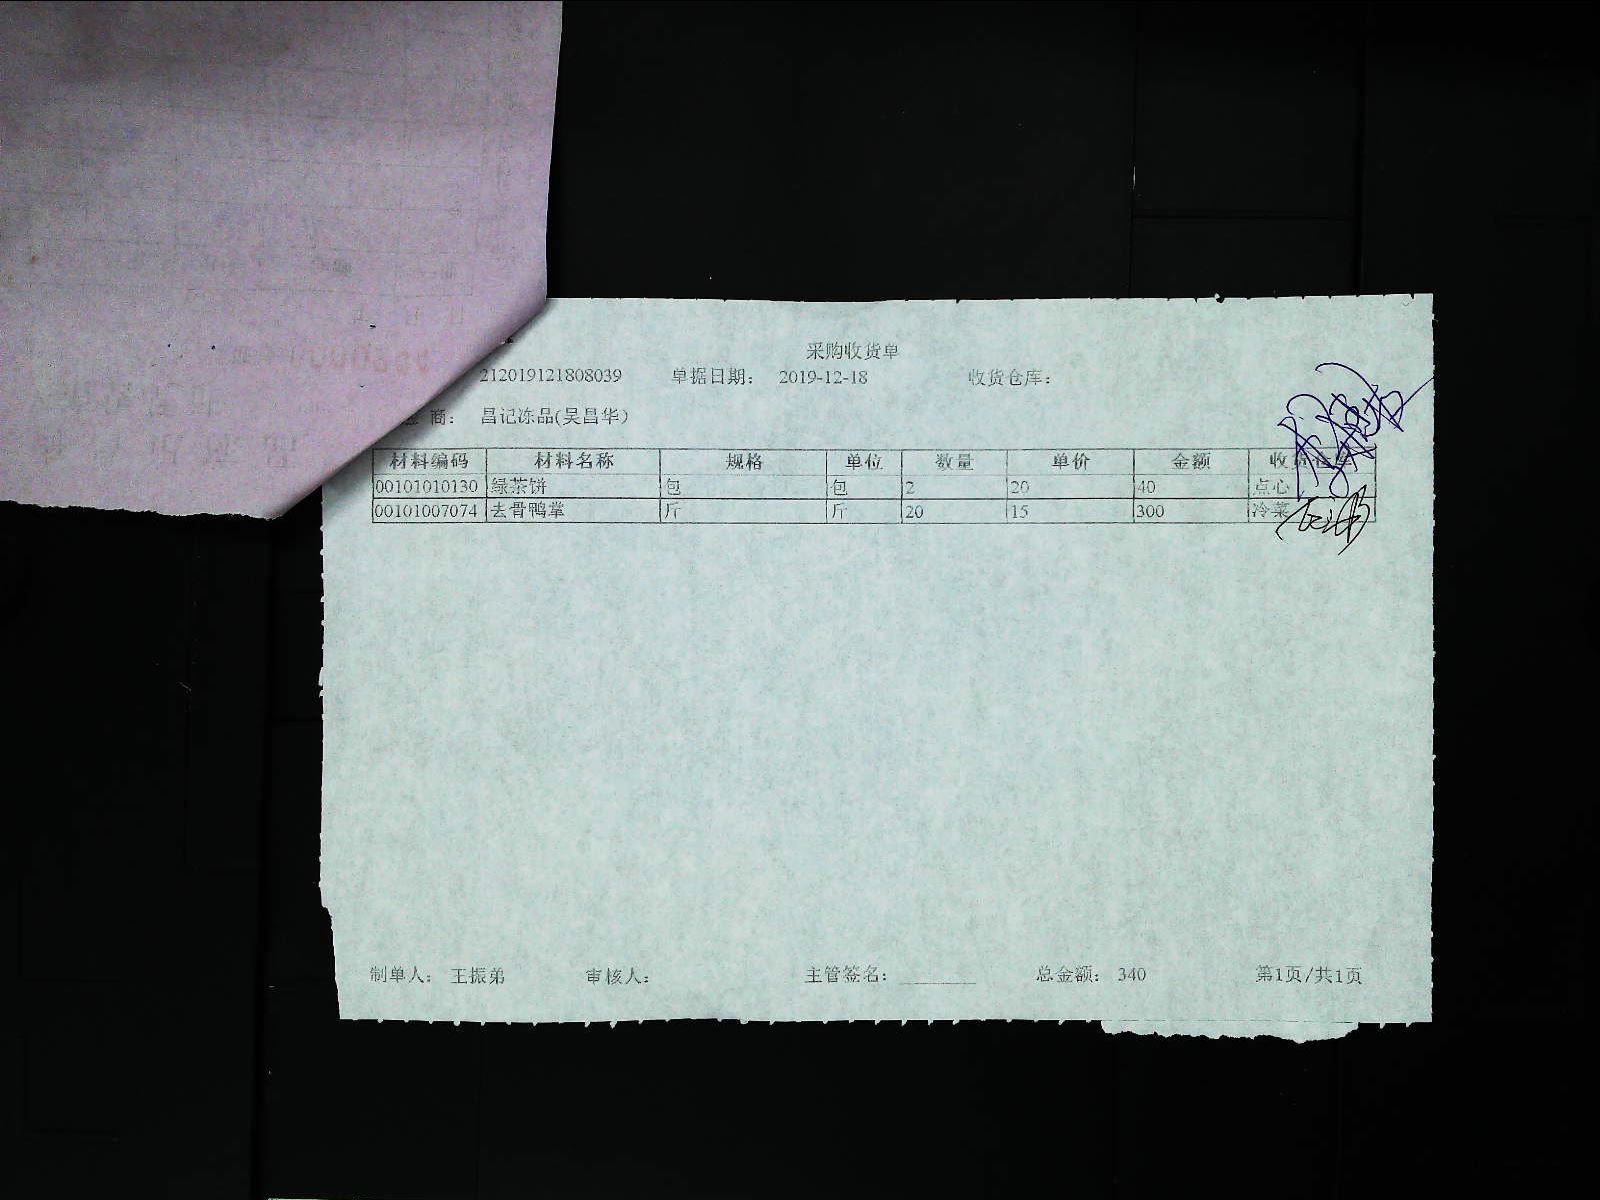 采购收货单
212019121808039 单据日期： 2019-12-18 收货仓库：
商： 昌记冻品(吴昌华)
材料编码 材料名称 规格 单位 数量 单价 金额 收
00101010130 绿茶饼 包 包 2 20 40 点心
00101007074 去骨鸭掌 斤 斤 20 15 300 冷菜
制单人： 王振弟 审核人： 主管签名： 总金额： 340 第1页/共1页